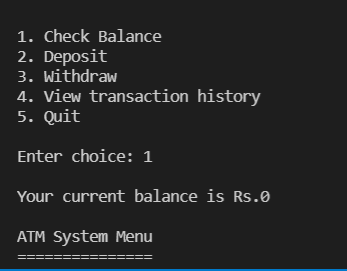 1. Check Balance
2. Deposit
3. Withdraw
4. View transaction history
5. Quit
Enter choice: 1
Your current balance is Rs.0
ATM System Menu
===============